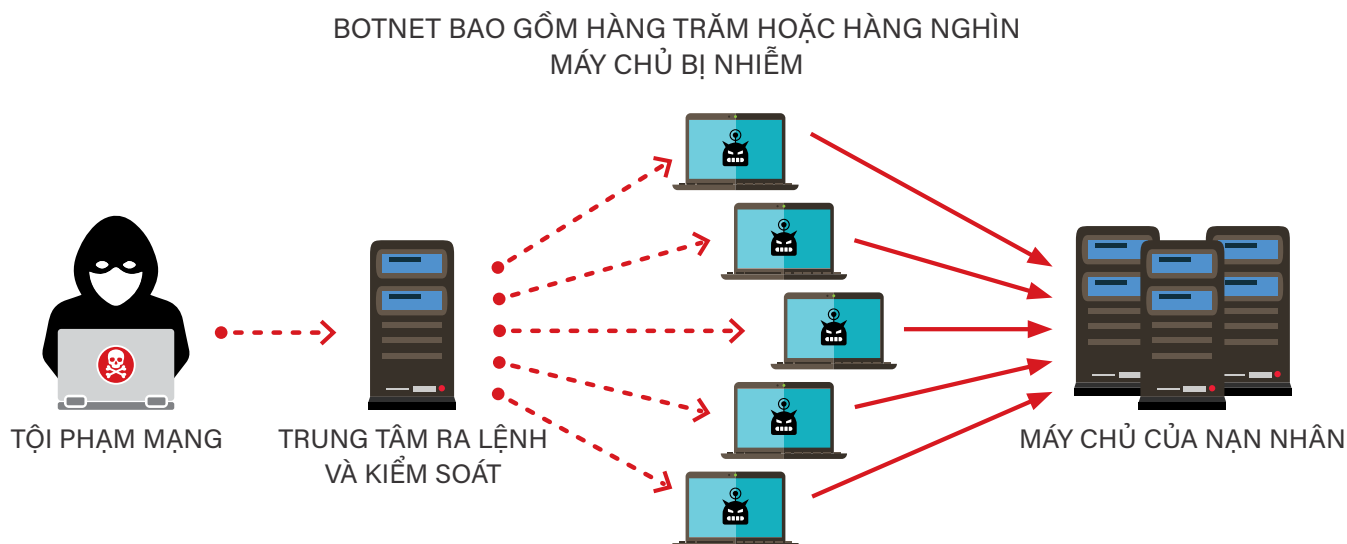 BOTNET BAO GỒM HÀNG TRĂM HOẶC HÀNG NGHÌN
MÁY CHỦ BỊ NHIỄM
TỘI PHẠM MẠNG
TRUNG TÂM RA LỆNH
VÀ KIỂM SOÁT
MÁY CHỦ CỦA NẠN NHÂN